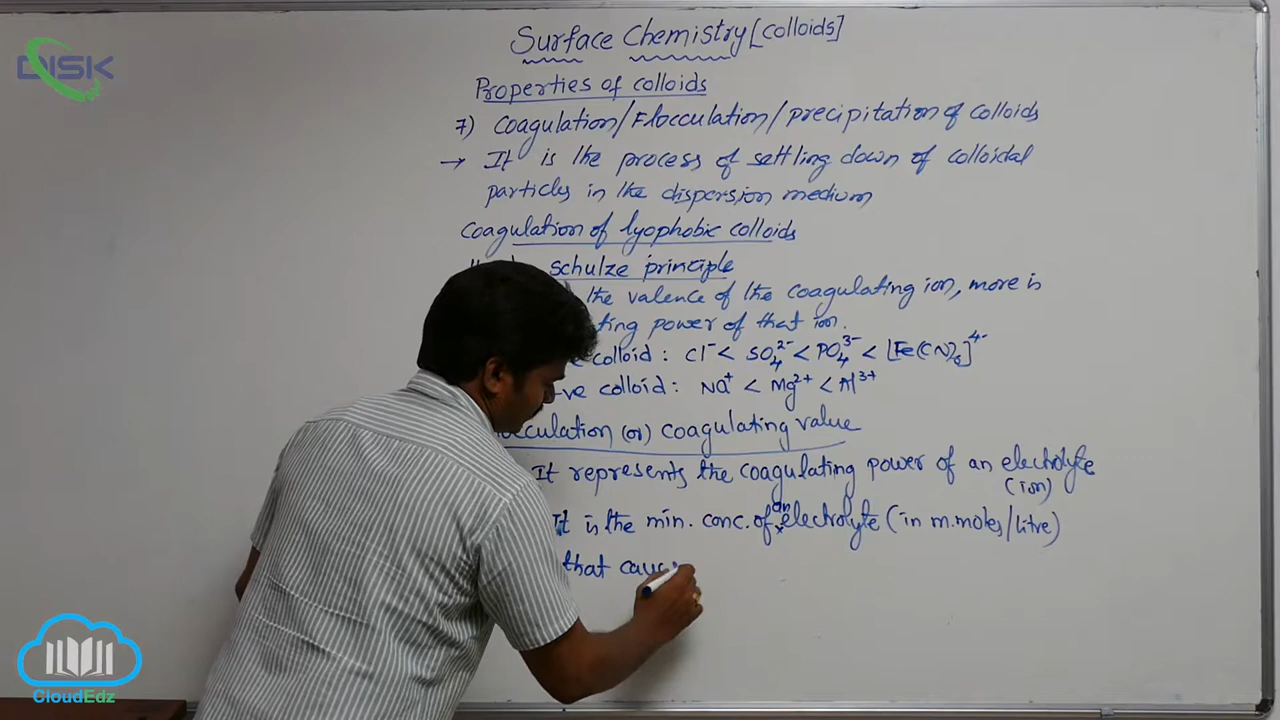 DISK
Surface Chemistry [colloids]
Properties of colloids
7) Coagulation/Flocculation/precipitation of colloids
→ It is the process of settling down of colloidal
particles in the dispersion medium
Coagulation of lyophobic colloids
schulze principle
the valence of the coagulating ion, more is
ting power of that ion.
colloid : Cl⁻ < SO₄²⁻ < PO₄³⁻ < [Fe(CN)₆]⁴⁻
-ve colloid : Na⁺ < Mg²⁺ < Al³⁺
culation (or) coagulating value
It represents the coagulating power of an electrolyte
(ion)
It is the min. conc. of an electrolyte (in m.moles/litre)
that caus
CloudEdz